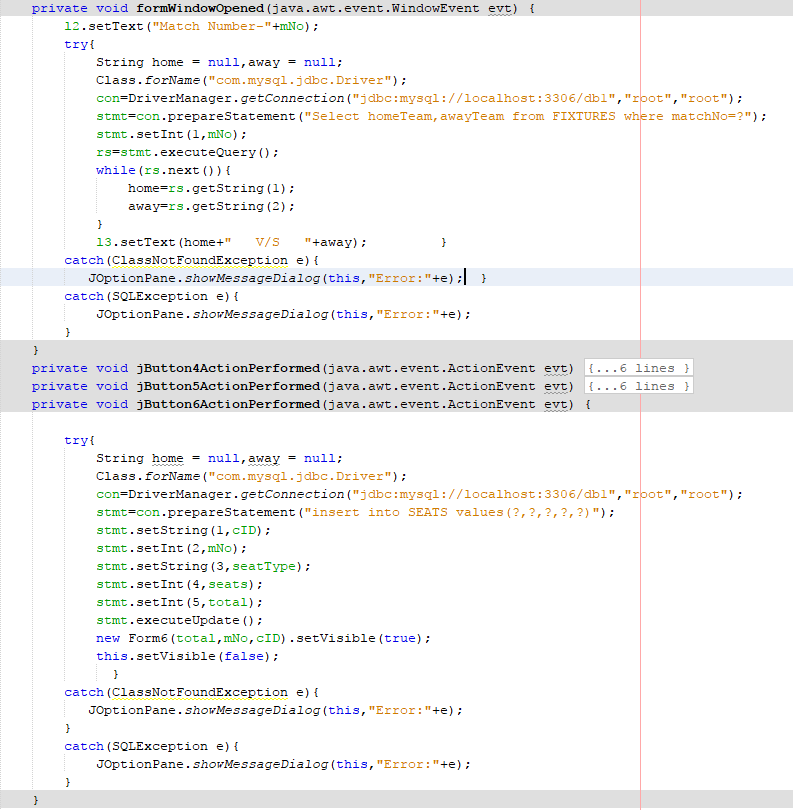 private void formWindowOpened(java.awt.event.WindowEvent evt) {
l2.setText("Match Number-"+mNo);
try{
String home = null,away = null;
Class.forName("com.mysql.jdbc.Driver");
con=DriverManager.getConnection("jdbc:mysql://localhost:3306/db1","root","root");
stmt=con.prepareStatement("Select homeTeam,awayTeam from FIXTURES where matchNo=?");
stmt.setInt(1,mNo);
rs=stmt.executeQuery();
while(rs.next()){
home=rs.getString(1);
away=rs.getString(2);
}
l3.setText(home+"   V/S   "+away);          }
catch(ClassNotFoundException e){
JOptionPane.showMessageDialog(this,"Error:"+e);  }
catch(SQLException e){
JOptionPane.showMessageDialog(this,"Error:"+e);
}
}
private void jButton4ActionPerformed(java.awt.event.ActionEvent evt) {...6 lines }
private void jButton5ActionPerformed(java.awt.event.ActionEvent evt) {...6 lines }
private void jButton6ActionPerformed(java.awt.event.ActionEvent evt) {
try{
String home = null,away = null;
Class.forName("com.mysql.jdbc.Driver");
con=DriverManager.getConnection("jdbc:mysql://localhost:3306/db1","root","root");
stmt=con.prepareStatement("insert into SEATS values(?,?,?,?,?)");
stmt.setString(1,cID);
stmt.setInt(2,mNo);
stmt.setString(3,seatType);
stmt.setInt(4,seats);
stmt.setInt(5,total);
stmt.executeUpdate();
new Form6(total,mNo,cID).setVisible(true);
this.setVisible(false);
}
catch(ClassNotFoundException e){
JOptionPane.showMessageDialog(this,"Error:"+e);
}
catch(SQLException e){
JOptionPane.showMessageDialog(this,"Error:"+e);
}
}